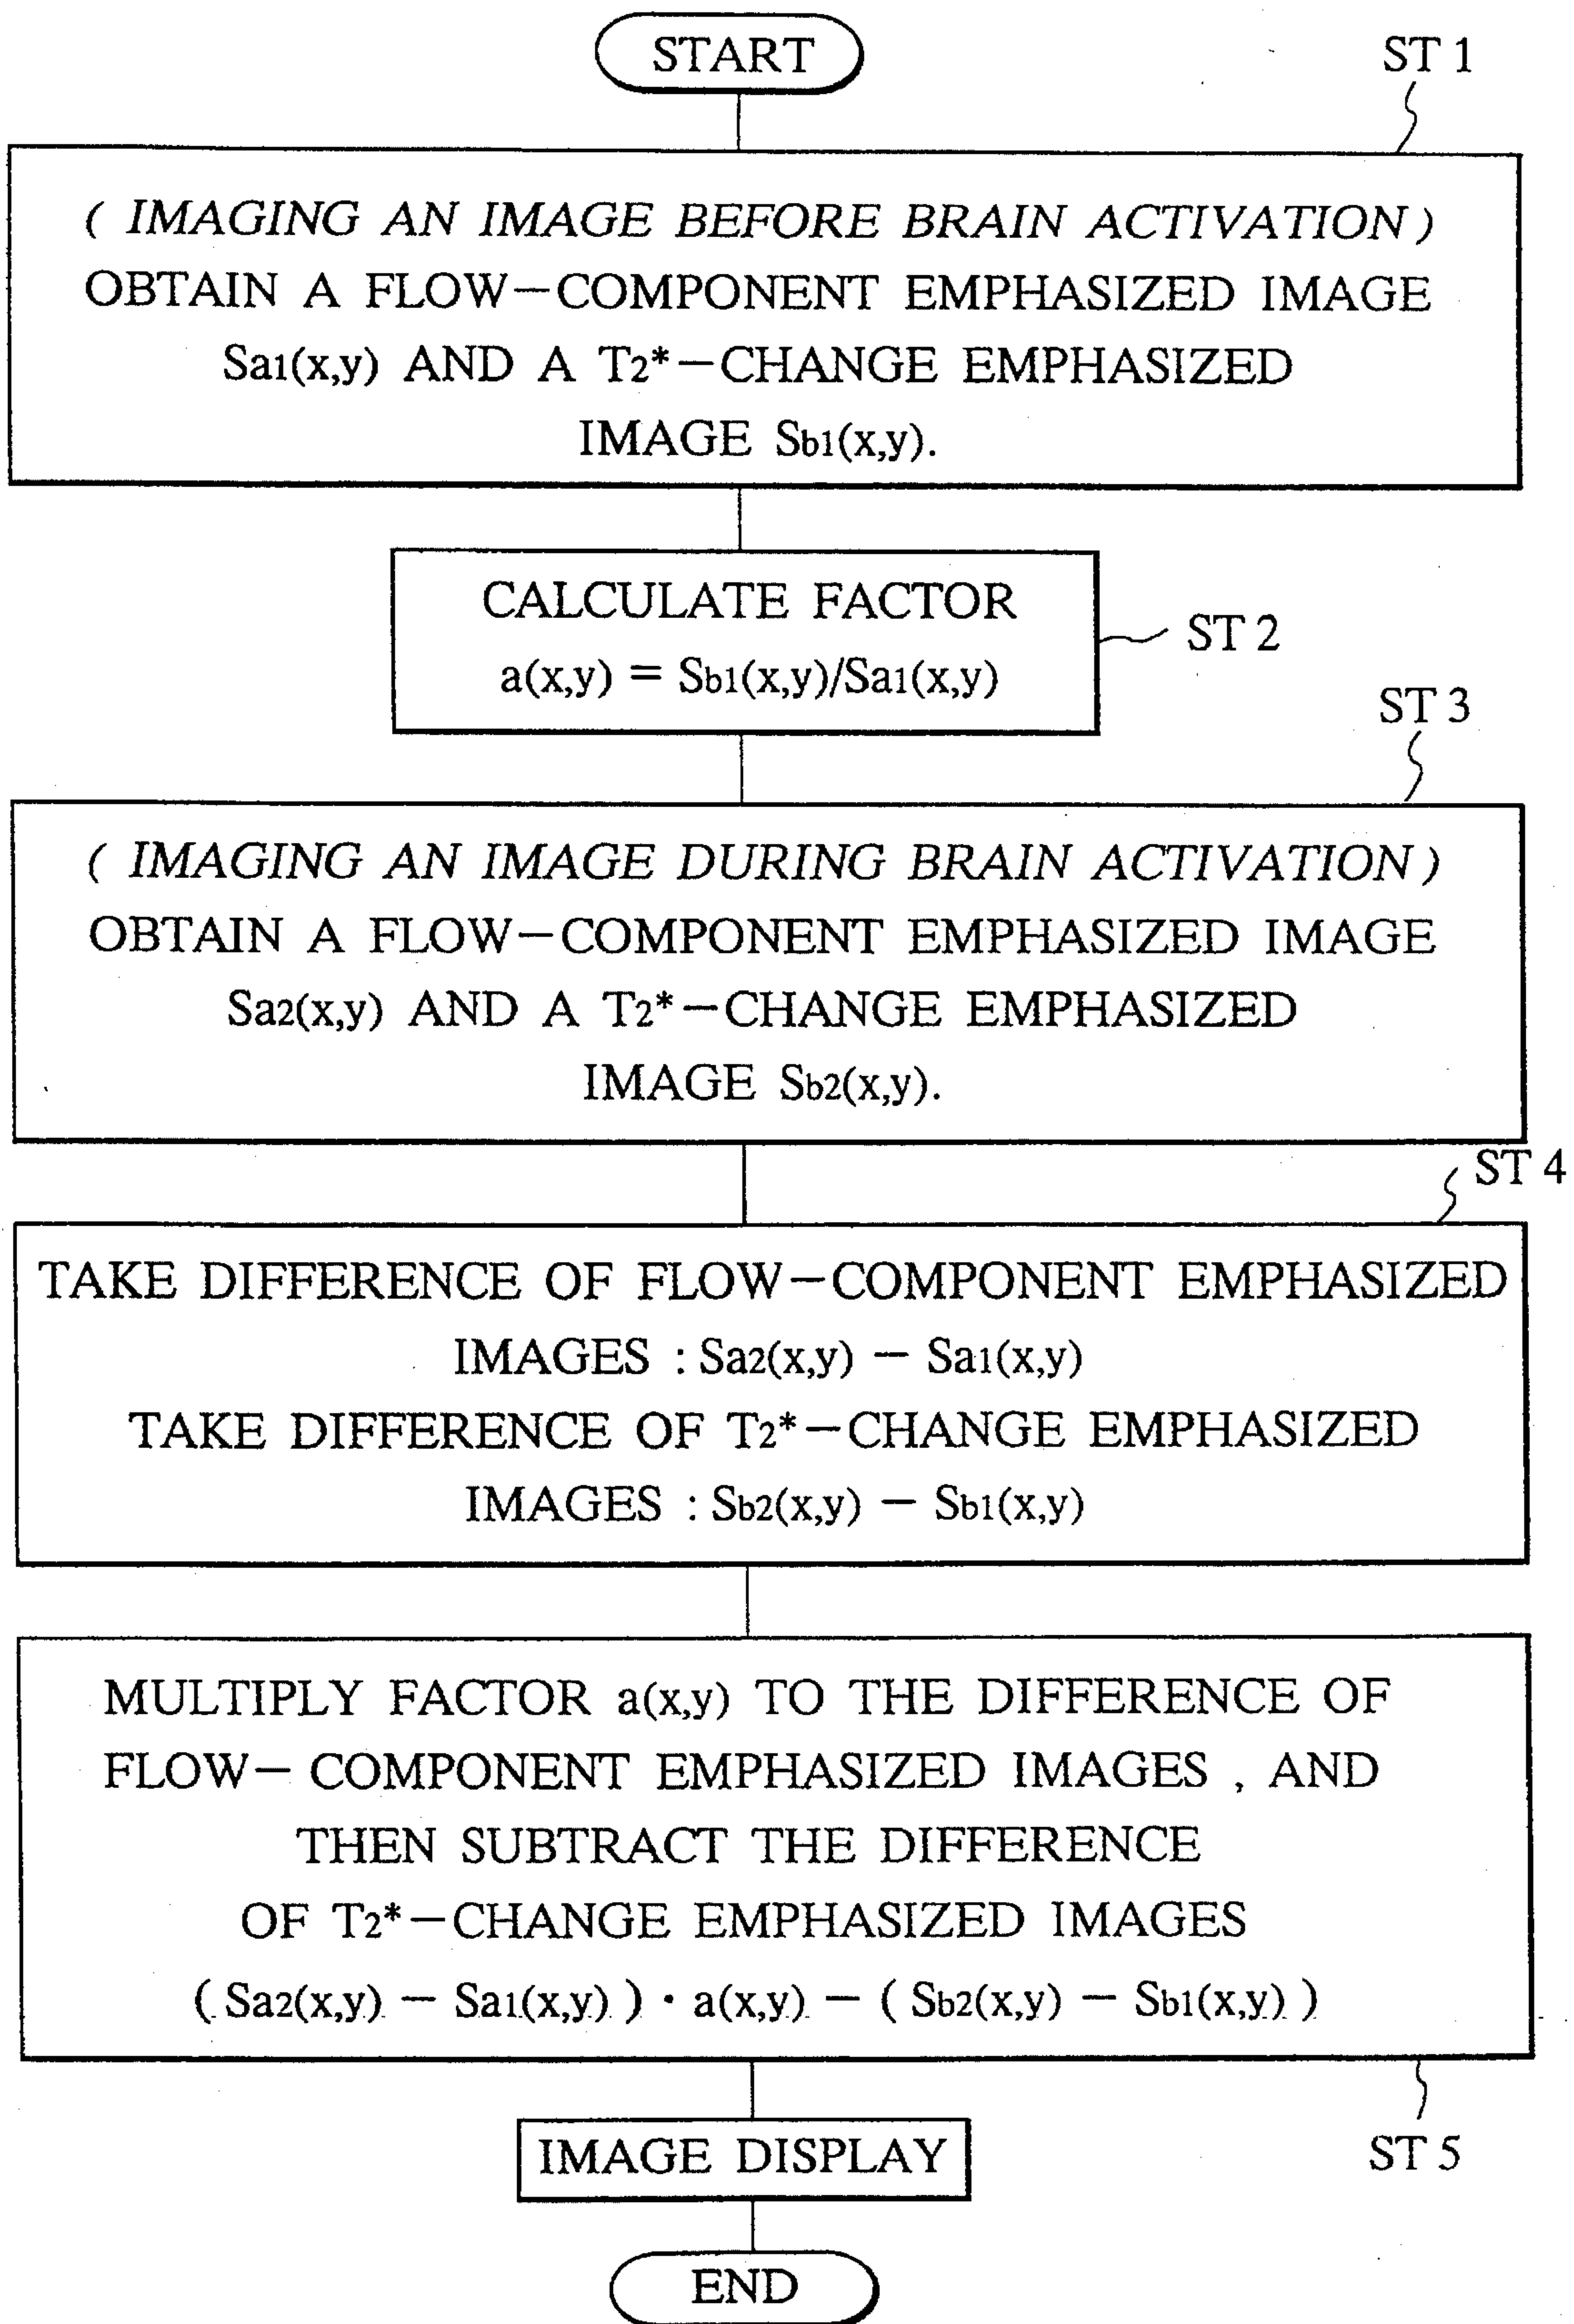 START
ST 1
( IMAGING AN IMAGE BEFORE BRAIN ACTIVATION )
OBTAIN A FLOW–COMPONENT EMPHASIZED IMAGE
Sa1(x,y) AND A T2*–CHANGE EMPHASIZED
IMAGE Sb1(x,y).
CALCULATE FACTOR
a(x,y) = Sb1(x,y)/Sa1(x,y)
ST 2
ST 3
( IMAGING AN IMAGE DURING BRAIN ACTIVATION )
OBTAIN A FLOW–COMPONENT EMPHASIZED IMAGE
Sa2(x,y) AND A T2*–CHANGE EMPHASIZED
IMAGE Sb2(x,y).
ST 4
TAKE DIFFERENCE OF FLOW–COMPONENT EMPHASIZED
IMAGES : Sa2(x,y) – Sa1(x,y)
TAKE DIFFERENCE OF T2*–CHANGE EMPHASIZED
IMAGES : Sb2(x,y) – Sb1(x,y)
MULTIPLY FACTOR a(x,y) TO THE DIFFERENCE OF
FLOW– COMPONENT EMPHASIZED IMAGES , AND
THEN SUBTRACT THE DIFFERENCE
OF T2*–CHANGE EMPHASIZED IMAGES
( Sa2(x,y) – Sa1(x,y) ) · a(x,y) – ( Sb2(x,y) – Sb1(x,y) )
ST 5
IMAGE DISPLAY
END